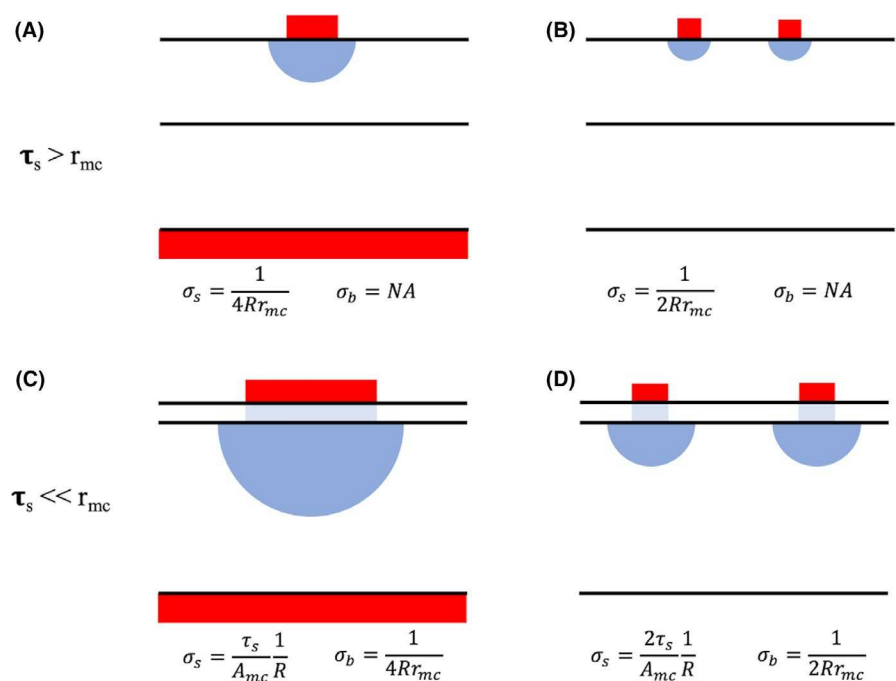 (A)
(B)
τs > rmc
σs = 1/(4Rrmc) σb = NA
σs = 1/(2Rrmc) σb = NA
(C)
(D)
τs << rmc
σs = τs/Amc 1/R σb = 1/(4Rrmc)
σs = 2τs/Amc 1/R σb = 1/(2Rrmc)